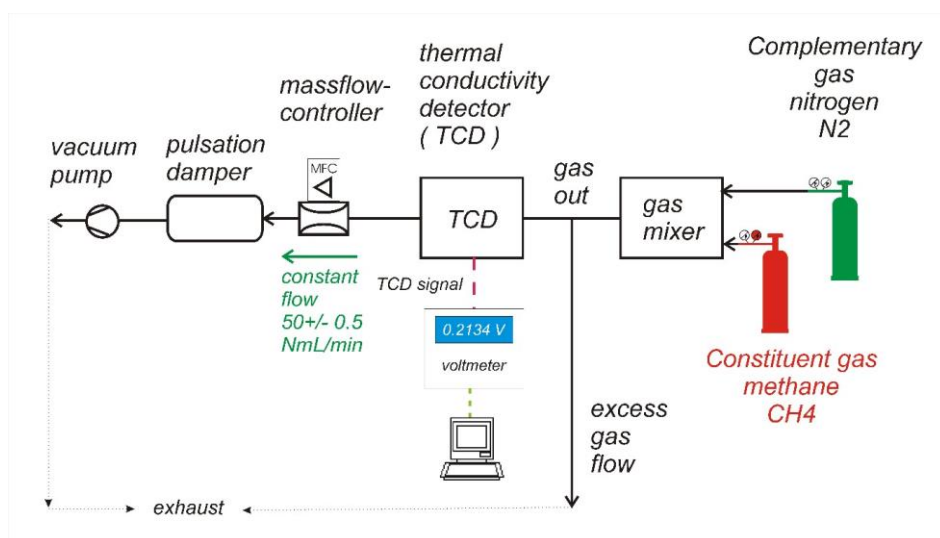 vacuum
pump
pulsation
damper
massflow-
controller
MFC
thermal
conductivity
detector
( TCD )
gas
out
Complementary
gas
nitrogen
N2
TCD
gas
mixer
constant
flow
50+/- 0.5
NmL/min
TCD signal
0.2134 V
voltmeter
Constituent gas
methane
CH4
excess
gas
flow
exhaust